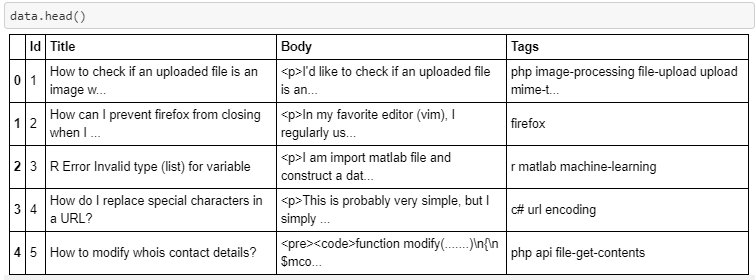 data.head()
Id Title Body Tags
0 1 How to check if an uploaded file is an image w... <p>I'd like to check if an uploaded file is an... php image-processing file-upload upload mime-t...
1 2 How can I prevent firefox from closing when I ... <p>In my favorite editor (vim), I regularly us... firefox
2 3 R Error Invalid type (list) for variable <p>I am import matlab file and construct a dat... r matlab machine-learning
3 4 How do I replace special characters in a URL? <p>This is probably very simple, but I simply ... c# url encoding
4 5 How to modify whois contact details? <pre><code>function modify(.......)\n{\n $mco... php api file-get-contents